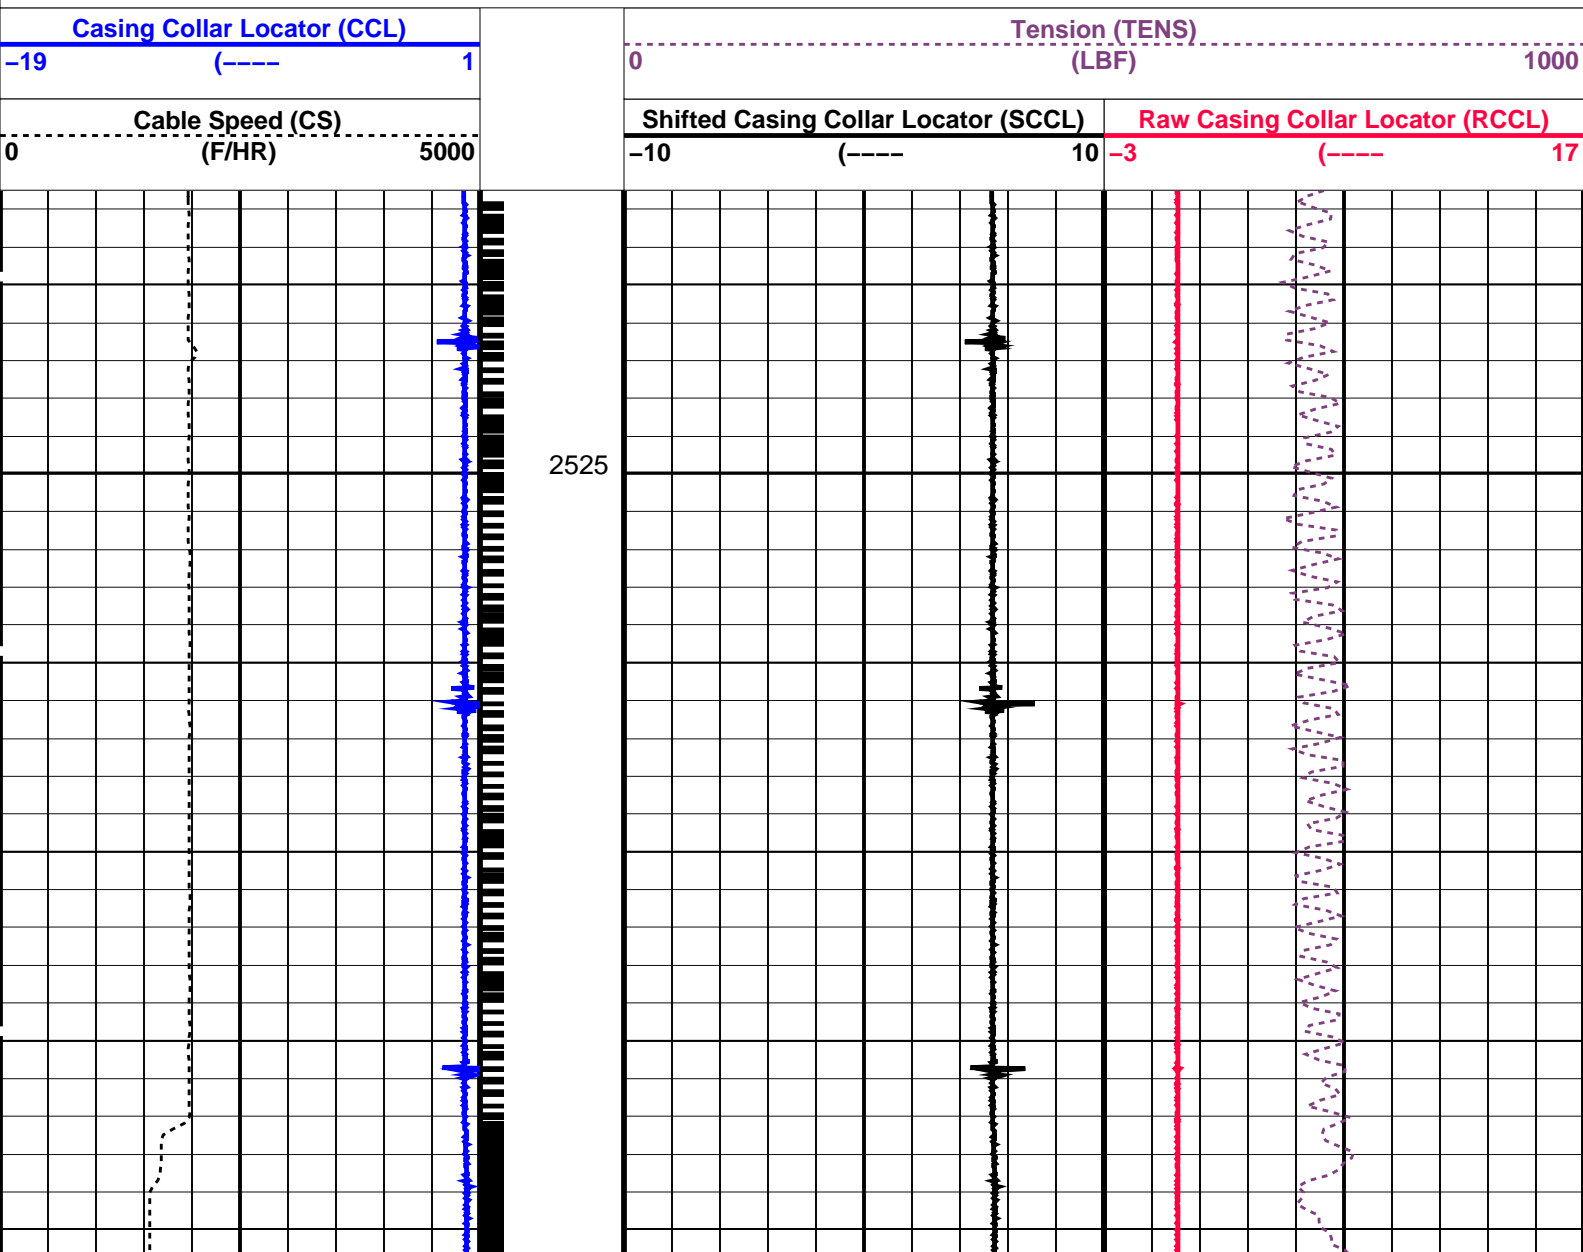 Casing Collar Locator (CCL)
−19 (−−−− 1
Tension (TENS)
0 (LBF) 1000
Cable Speed (CS)
0 (F/HR) 5000
Shifted Casing Collar Locator (SCCL)
−10 (−−−− 10
Raw Casing Collar Locator (RCCL)
−3 (−−−− 17
2525